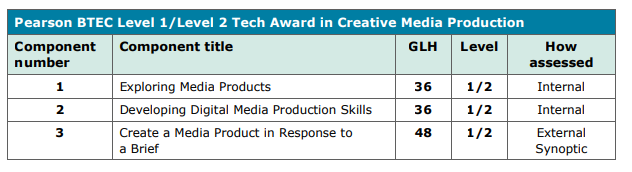 Pearson BTEC Level 1/Level 2 Tech Award in Creative Media Production
Component number Component title GLH Level How assessed
1 Exploring Media Products 36 1/2 Internal
2 Developing Digital Media Production Skills 36 1/2 Internal
3 Create a Media Product in Response to a Brief 48 1/2 External Synoptic